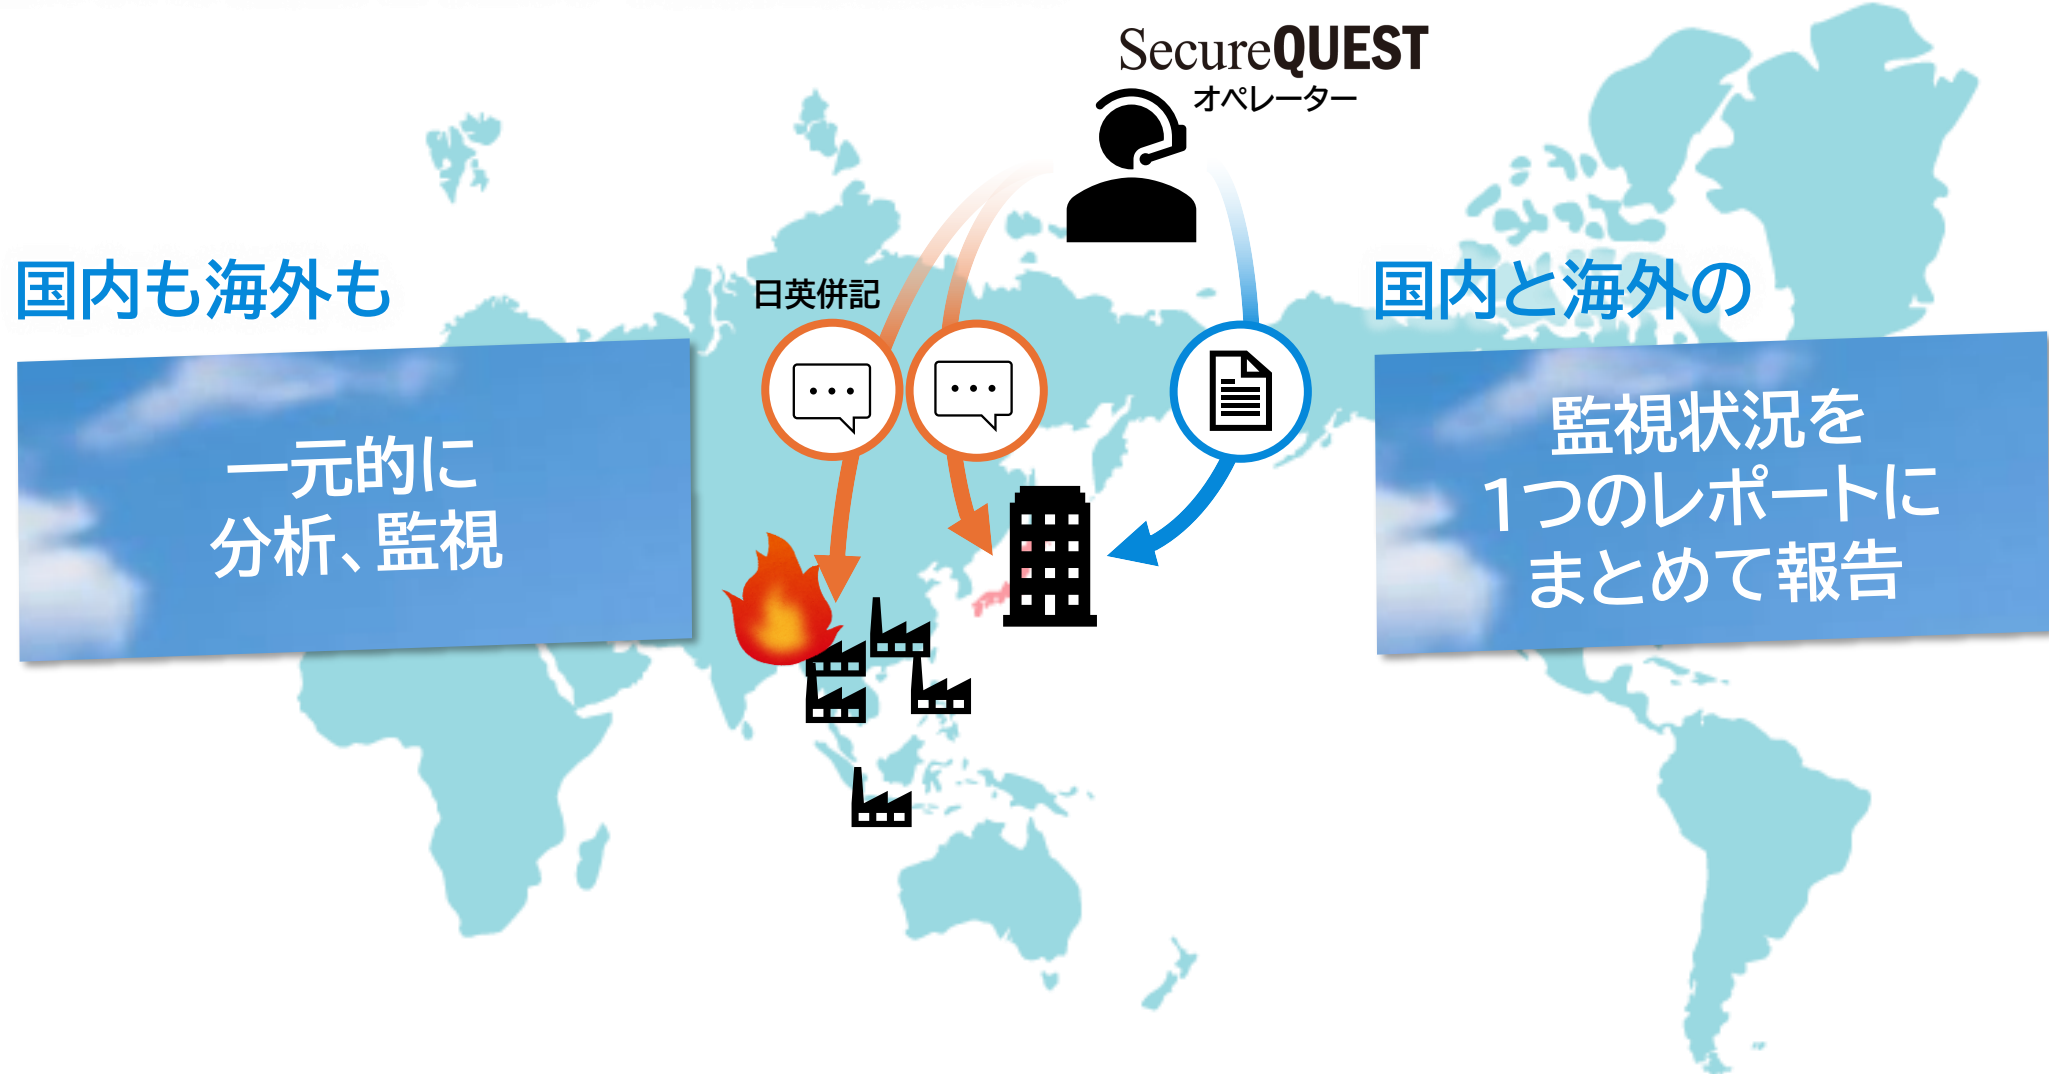 SecureQUEST
オペレーター
国内も海外も
一元的に
分析、監視
日英併記
国内と海外の
監視状況を
1つのレポートに
まとめて報告